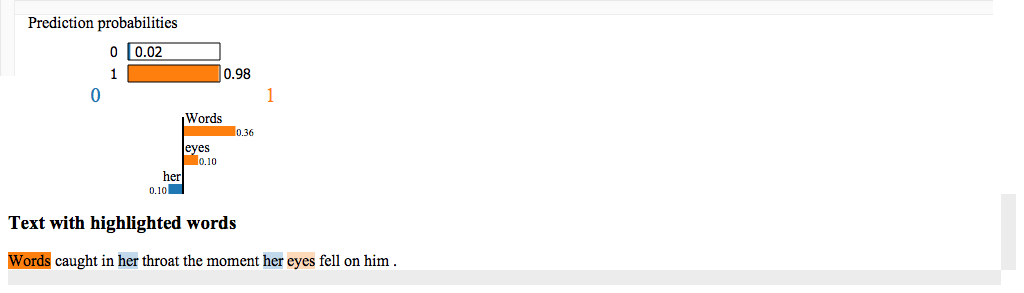 Prediction probabilities
0 0.02
1 0.98
0 1
Words
0.36
eyes
0.10
her
0.10
Text with highlighted words
Words caught in her throat the moment her eyes fell on him .